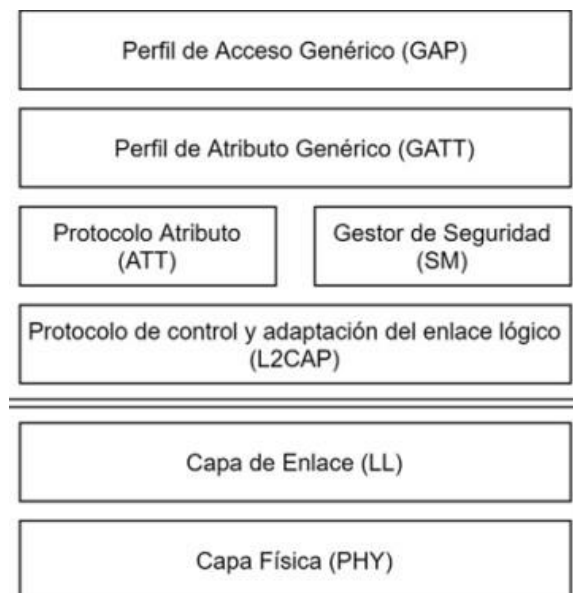 Perfil de Acceso Genérico (GAP)
Perfil de Atributo Genérico (GATT)
Protocolo Atributo
(ATT)
Gestor de Seguridad
(SM)
Protocolo de control y adaptación del enlace lógico
(L2CAP)
Capa de Enlace (LL)
Capa Física (PHY)